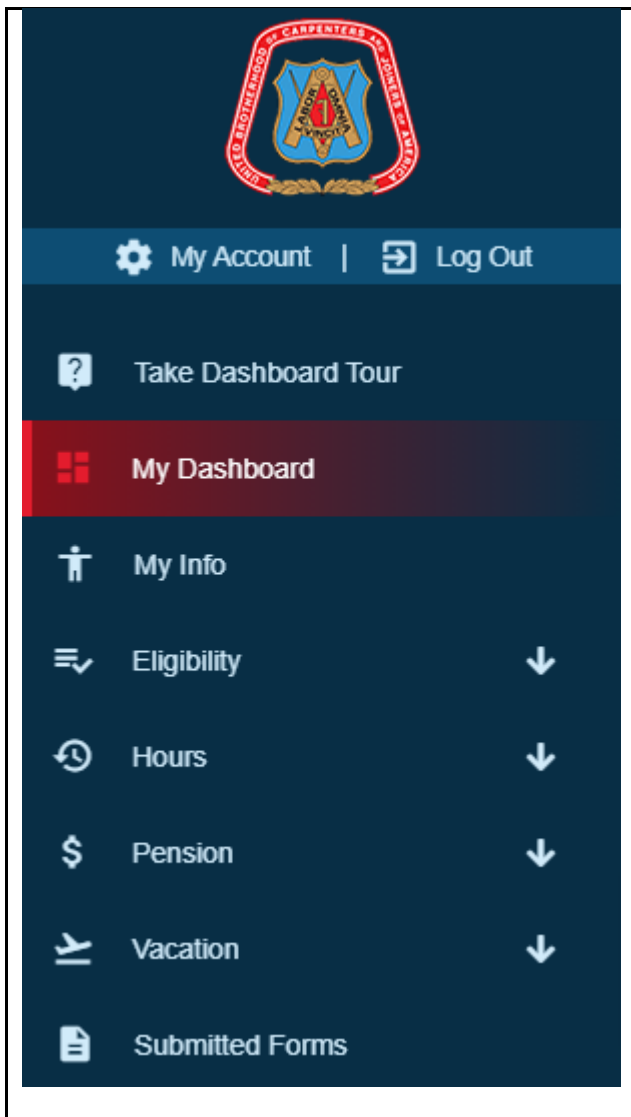 UNITED BROTHERHOOD OF CARPENTERS AND JOINERS OF AMERICA
LABOR OMNIA VINCIT
My Account | Log Out
Take Dashboard Tour
My Dashboard
My Info
Eligibility
Hours
Pension
Vacation
Submitted Forms